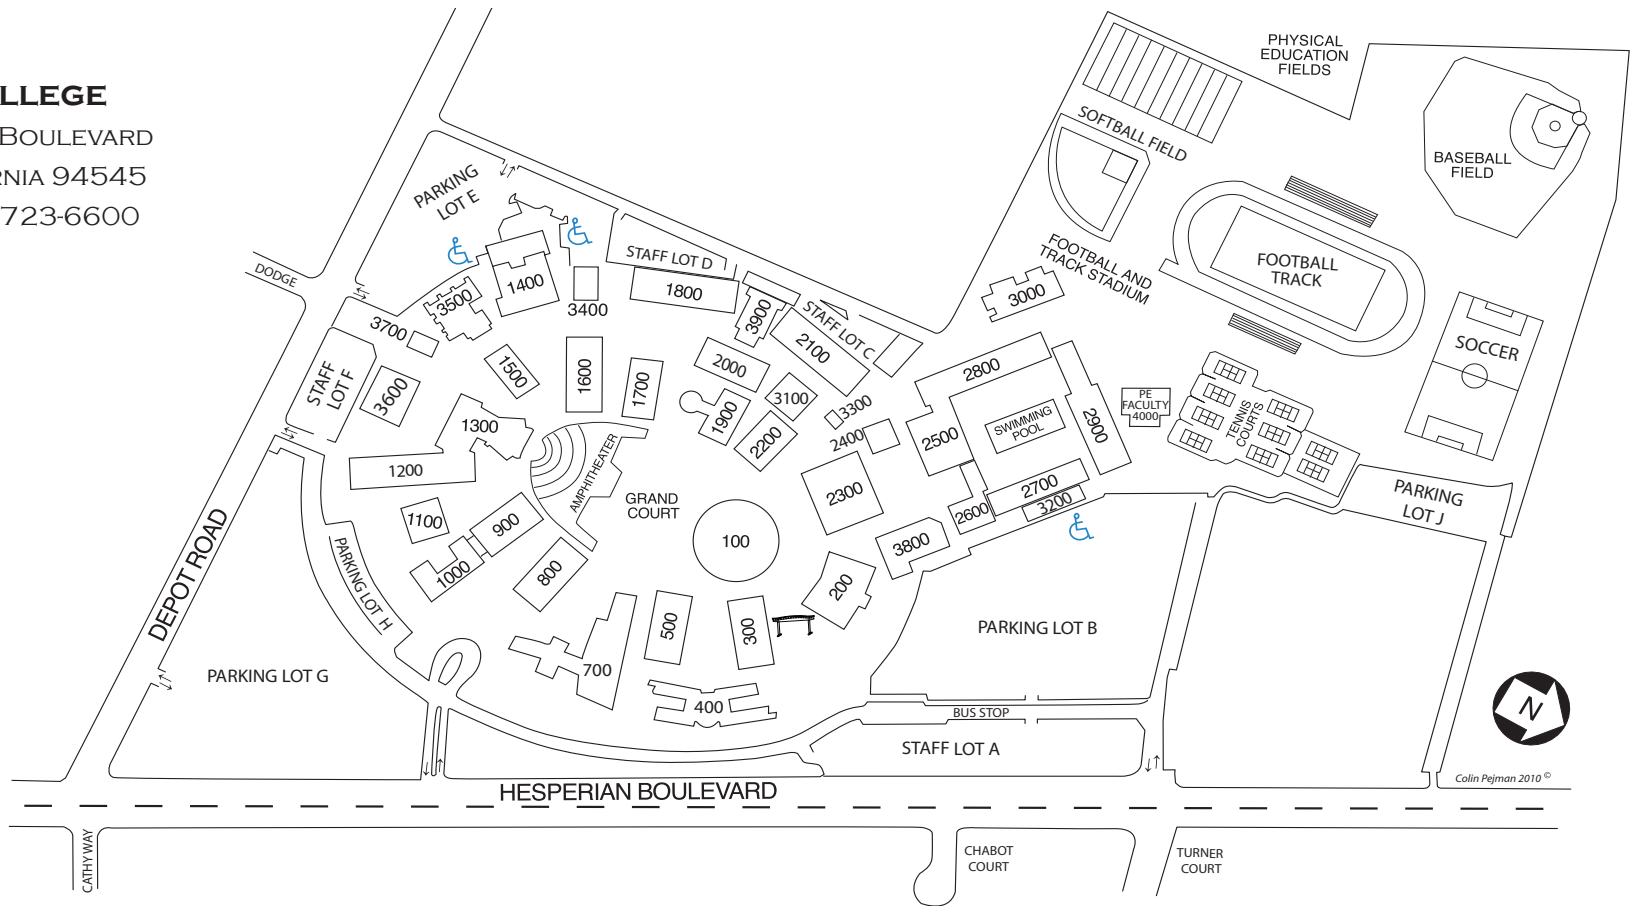 LLEGE
BOULEVARD
RNIA 94545
723-6600
PHYSICAL
EDUCATION
FIELDS
SOFTBALL FIELD
BASEBALL
FIELD
PARKING
LOT E
STAFF LOT D
FOOTBALL AND
TRACK STADIUM
FOOTBALL
TRACK
DODGE
1400
3400
1800
3500
3900
STAFF LOT C
3000
3700
2100
SOCCER
STAFF
LOT F
3600
1500
1600
1700
2000
2800
3100
3300
PE
FACULTY
4000
1300
1900
2200
2400
2500
SWIMMING
POOL
2900
TENNIS
COURTS
1200
AMPHITHEATER
GRAND
COURT
2300
2700
3200
2600
PARKING
LOT J
1100
900
100
3800
DEPOT ROAD
PARKING LOT H
1000
800
200
500
300
PARKING LOT B
PARKING LOT G
700
400
BUS STOP
STAFF LOT A
N
Colin Pejman 2010 ©
HESPERIAN BOULEVARD
CATHY WAY
CHABOT
COURT
TURNER
COURT